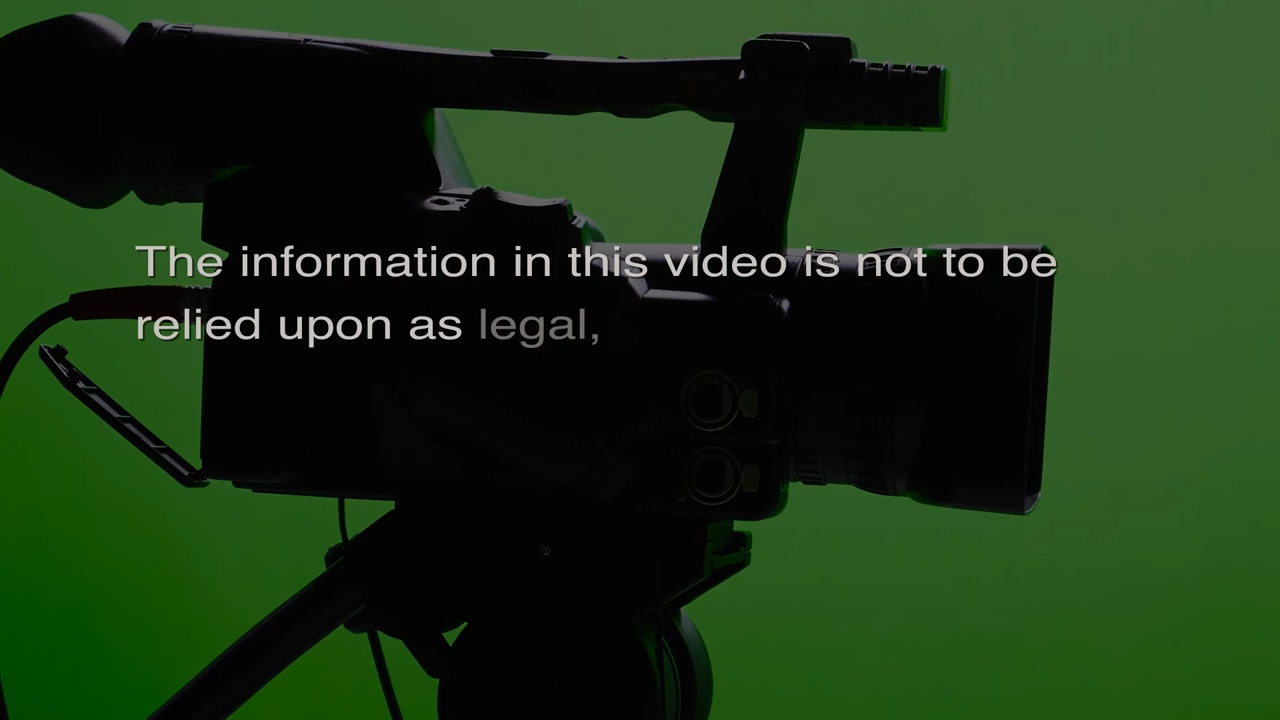 The information in this video is not to be
relied upon as legal,